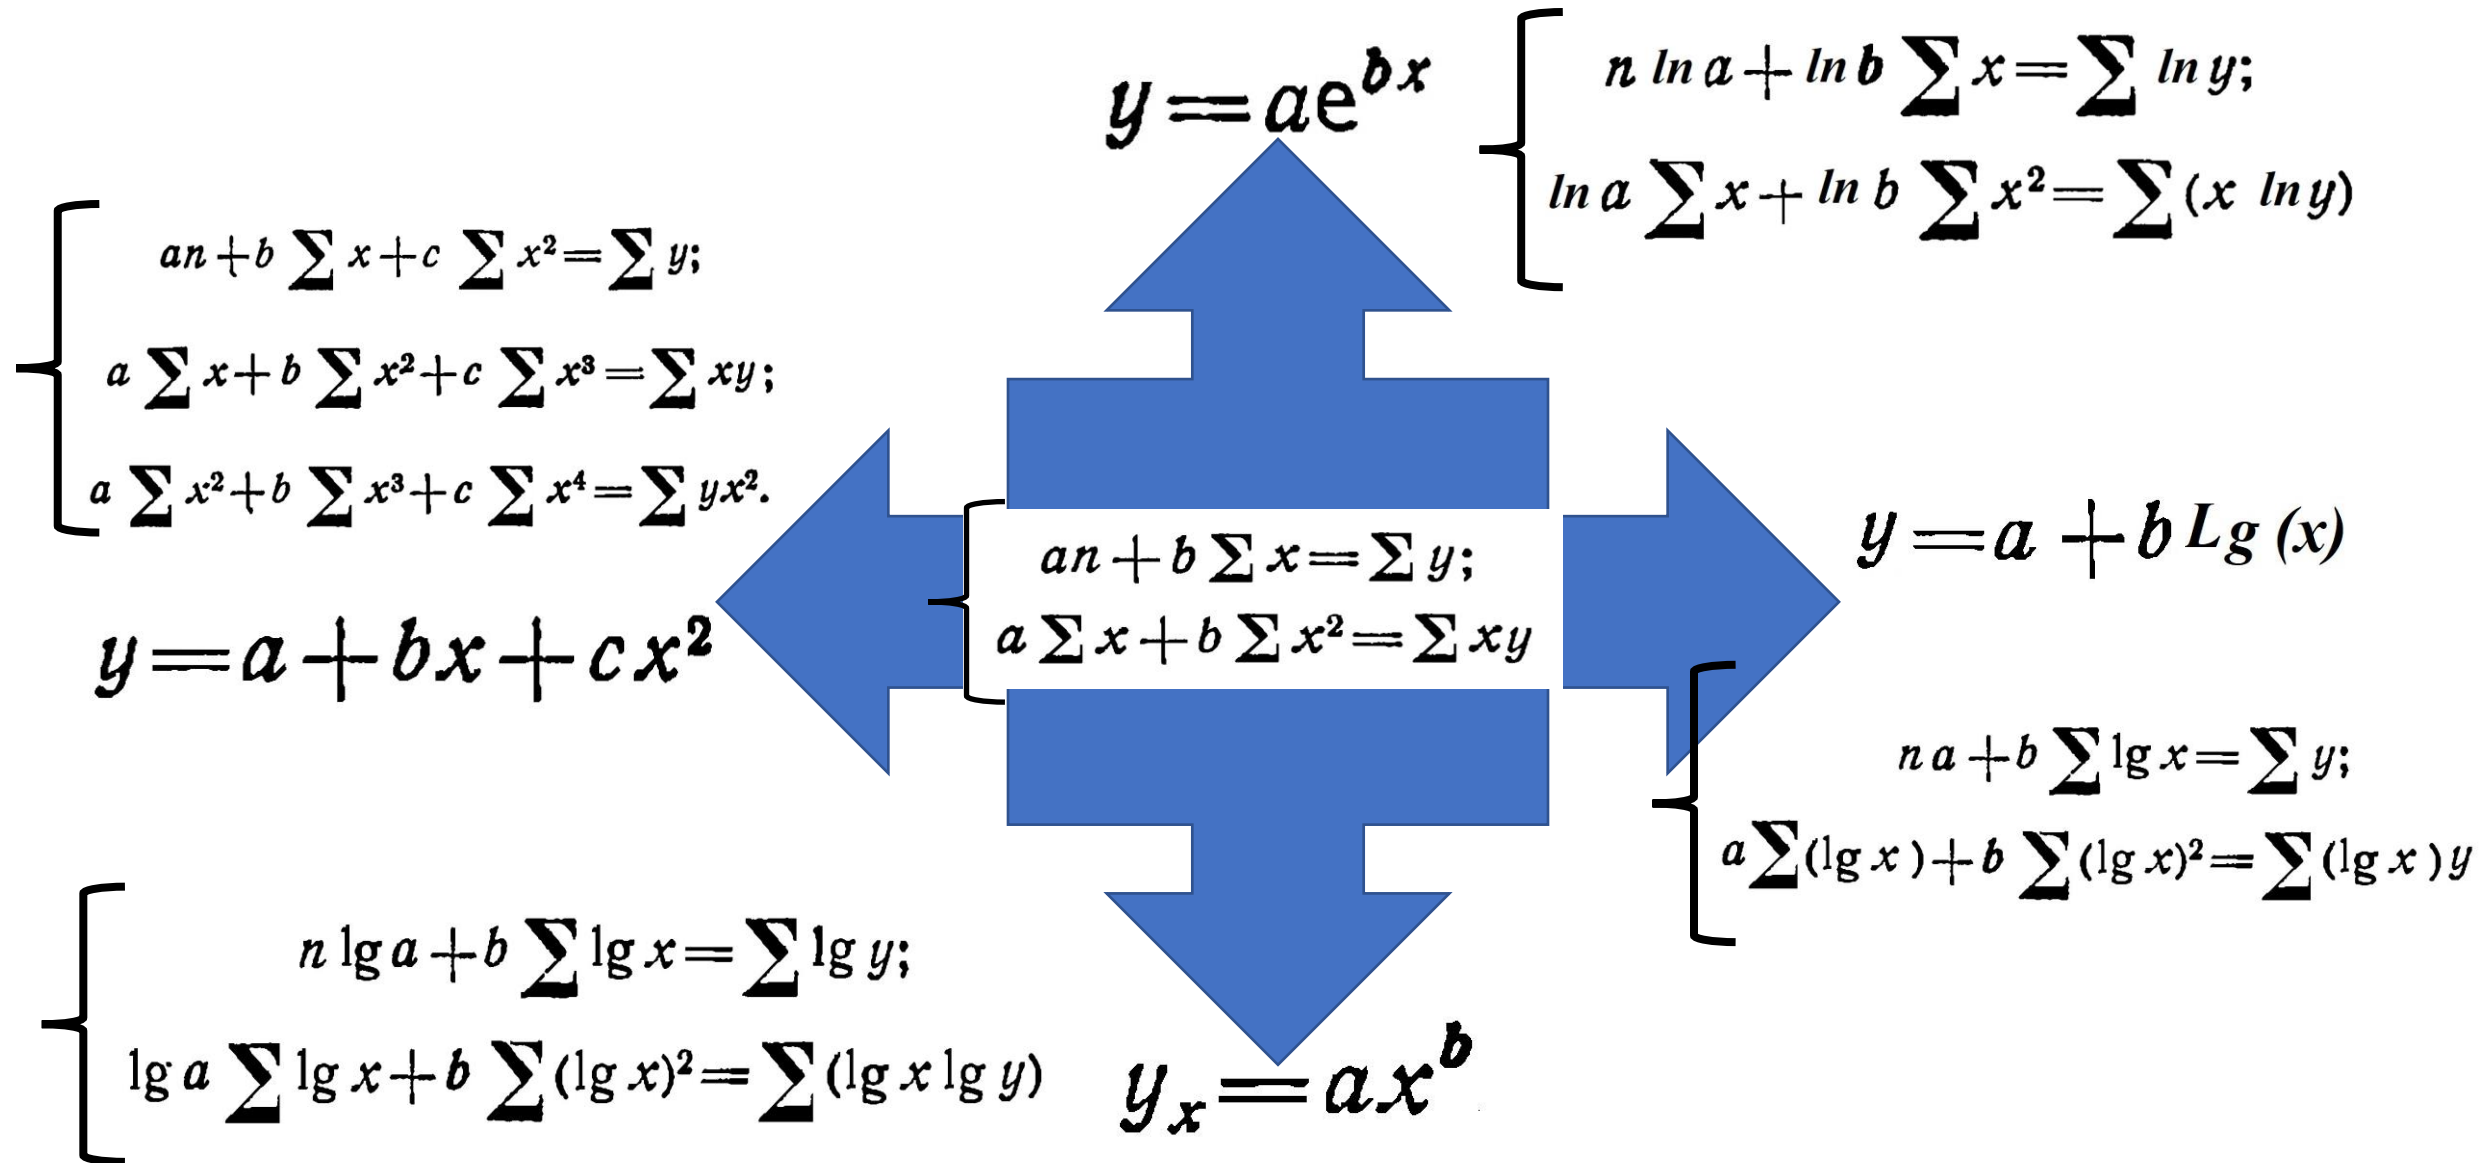 y=ae^{bx}
n ln a + ln b ∑ x = ∑ ln y;
ln a ∑ x + ln b ∑ x² = ∑(x ln y)
an + b ∑ x + c ∑ x² = ∑ y;
a ∑ x + b ∑ x² + c ∑ x³ = ∑ xy;
a ∑ x² + b ∑ x³ + c ∑ x⁴ = ∑ yx².
y = a + bx + cx²
an + b ∑ x = ∑ y;
a ∑ x + b ∑ x² = ∑ xy
y = a + b Lg (x)
na + b ∑ lg x = ∑ y;
a ∑(lg x) + b ∑(lg x)² = ∑(lg x) y
n lg a + b ∑ lg x = ∑ lg y;
lg a ∑ lg x + b ∑(lg x)² = ∑(lg x lg y)
yₓ = ax^b